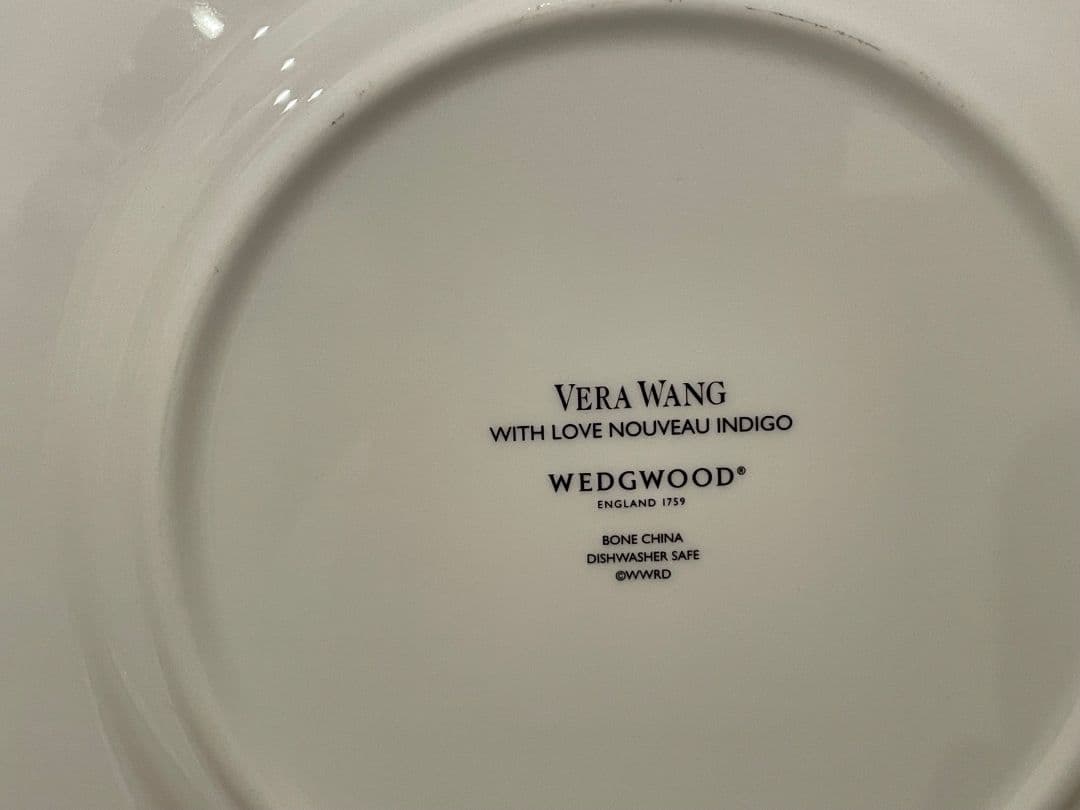 VERA WANG
WITH LOVE NOUVEAU INDIGO
WEDGWOOD®
ENGLAND 1759
BONE CHINA
DISHWASHER SAFE
©WWRD